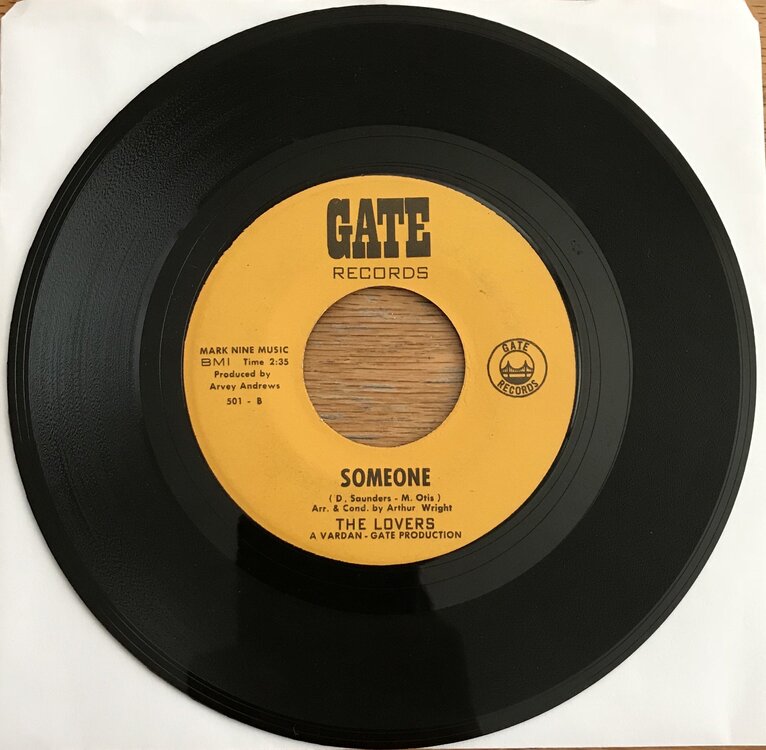 GATE
RECORDS
MARK NINE MUSIC
BMI Time 2:35
Produced by
Arvey Andrews
501 - B
GATE
RECORDS
SOMEONE
( D. Saunders - M. Otis )
Arr. & Cond. by Arthur Wright
THE LOVERS
A VARDAN - GATE PRODUCTION